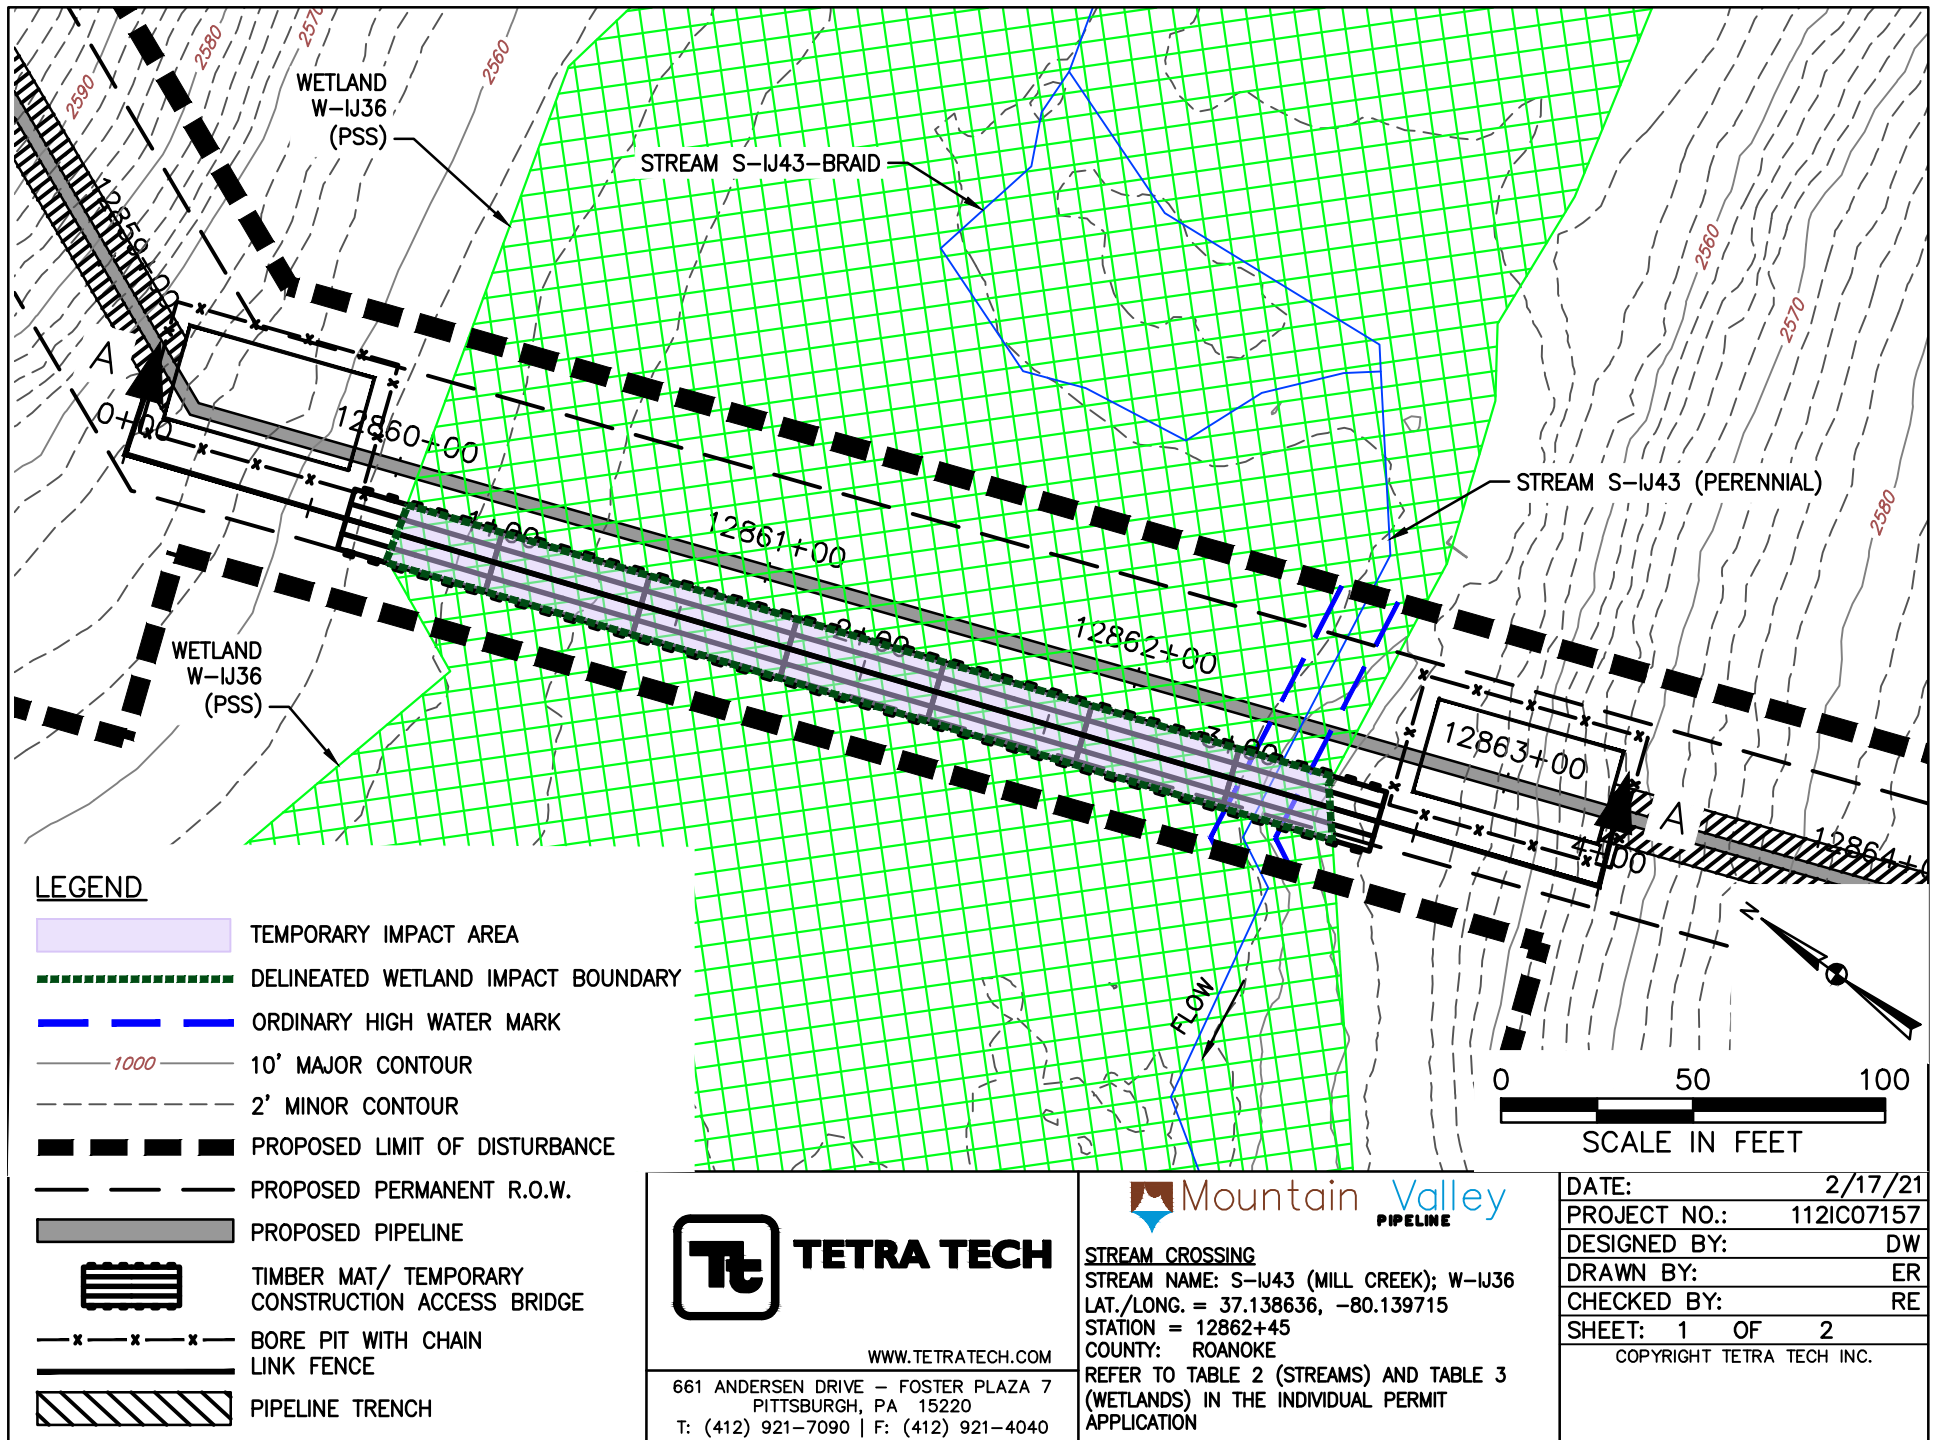 2590
2580
2570
2560
WETLAND
W-IJ36
(PSS)
STREAM S-IJ43-BRAID
2560
2570
2580
12859+00
A
0+00
12860+00
1+00
12861+00
2+00
12862+00
3+00
12863+00
4+00
A
STREAM S-IJ43 (PERENNIAL)
WETLAND
W-IJ36
(PSS)
FLOW
N
0 50 100
SCALE IN FEET
LEGEND
TEMPORARY IMPACT AREA
DELINEATED WETLAND IMPACT BOUNDARY
ORDINARY HIGH WATER MARK
1000
10' MAJOR CONTOUR
2' MINOR CONTOUR
PROPOSED LIMIT OF DISTURBANCE
PROPOSED PERMANENT R.O.W.
PROPOSED PIPELINE
TIMBER MAT/ TEMPORARY
CONSTRUCTION ACCESS BRIDGE
BORE PIT WITH CHAIN
LINK FENCE
PIPELINE TRENCH
Tt TETRA TECH
WWW.TETRATECH.COM
661 ANDERSEN DRIVE – FOSTER PLAZA 7
PITTSBURGH, PA 15220
T: (412) 921-7090 | F: (412) 921-4040
Mountain Valley
PIPELINE
STREAM CROSSING
STREAM NAME: S-IJ43 (MILL CREEK); W-IJ36
LAT./LONG. = 37.138636, -80.139715
STATION = 12862+45
COUNTY: ROANOKE
REFER TO TABLE 2 (STREAMS) AND TABLE 3
(WETLANDS) IN THE INDIVIDUAL PERMIT
APPLICATION
DATE: 2/17/21
PROJECT NO.: 112IC07157
DESIGNED BY: DW
DRAWN BY: ER
CHECKED BY: RE
SHEET: 1 OF 2
COPYRIGHT TETRA TECH INC.